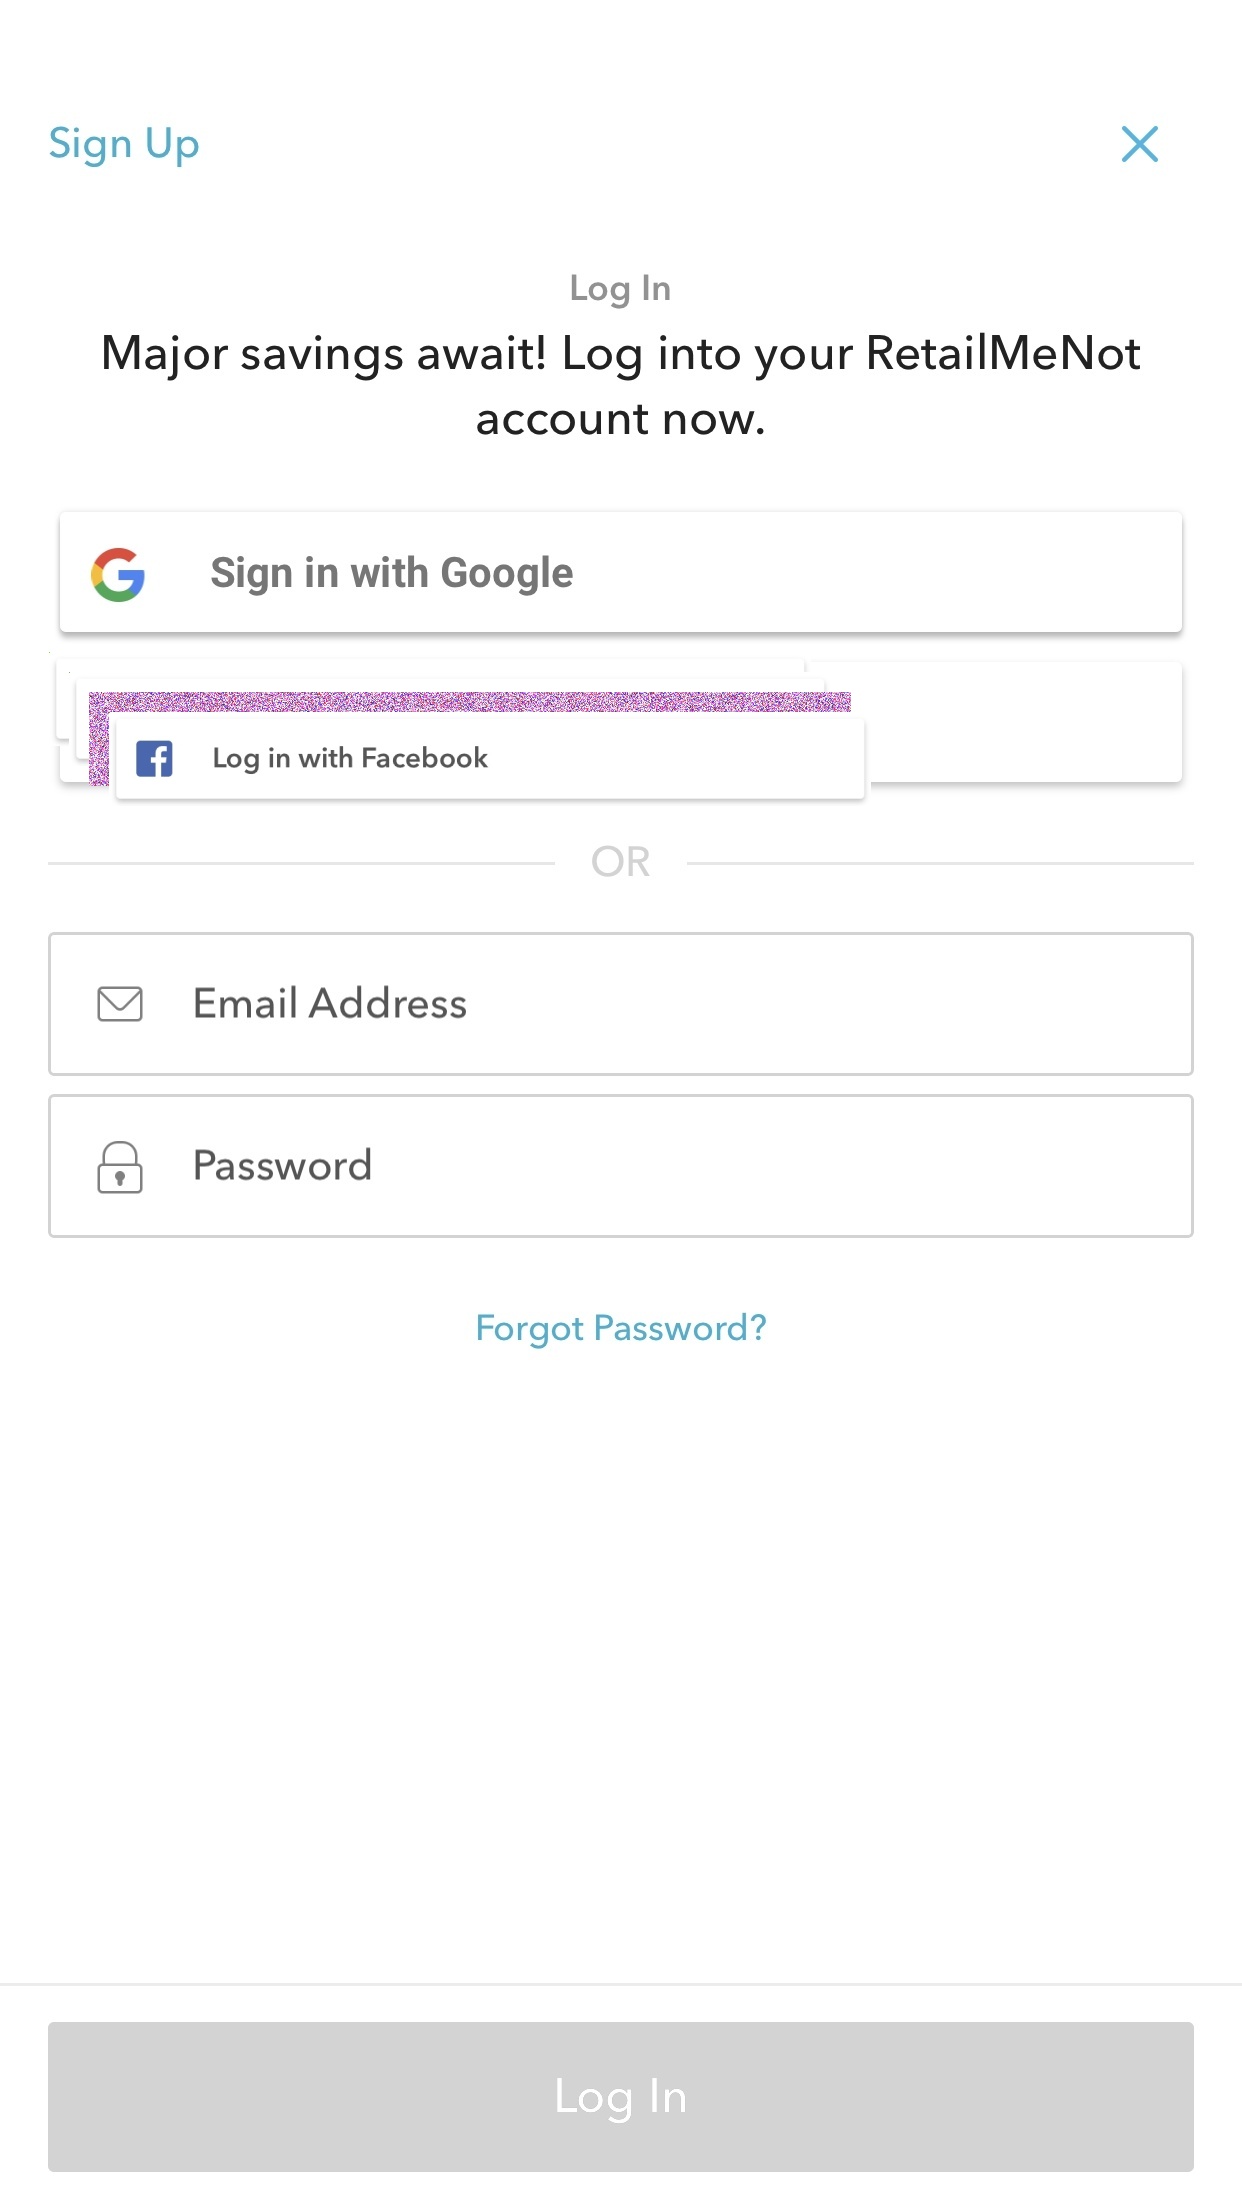 Sign Up
Log In
Major savings await! Log into your RetailMeNot
account now.
Sign in with Google
Log in with Facebook
OR
Email Address
Password
Forgot Password?
Log In